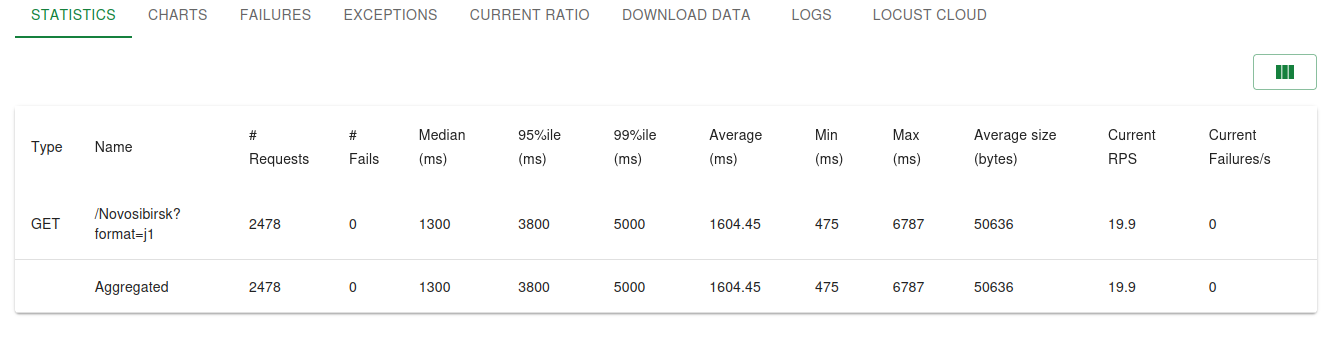 STATISTICS CHARTS FAILURES EXCEPTIONS CURRENT RATIO DOWNLOAD DATA LOGS LOCUST CLOUD
Type Name # Requests # Fails Median (ms) 95%ile (ms) 99%ile (ms) Average (ms) Min (ms) Max (ms) Average size (bytes) Current RPS Current Failures/s
GET /Novosibirsk?format=j1 2478 0 1300 3800 5000 1604.45 475 6787 50636 19.9 0
Aggregated 2478 0 1300 3800 5000 1604.45 475 6787 50636 19.9 0